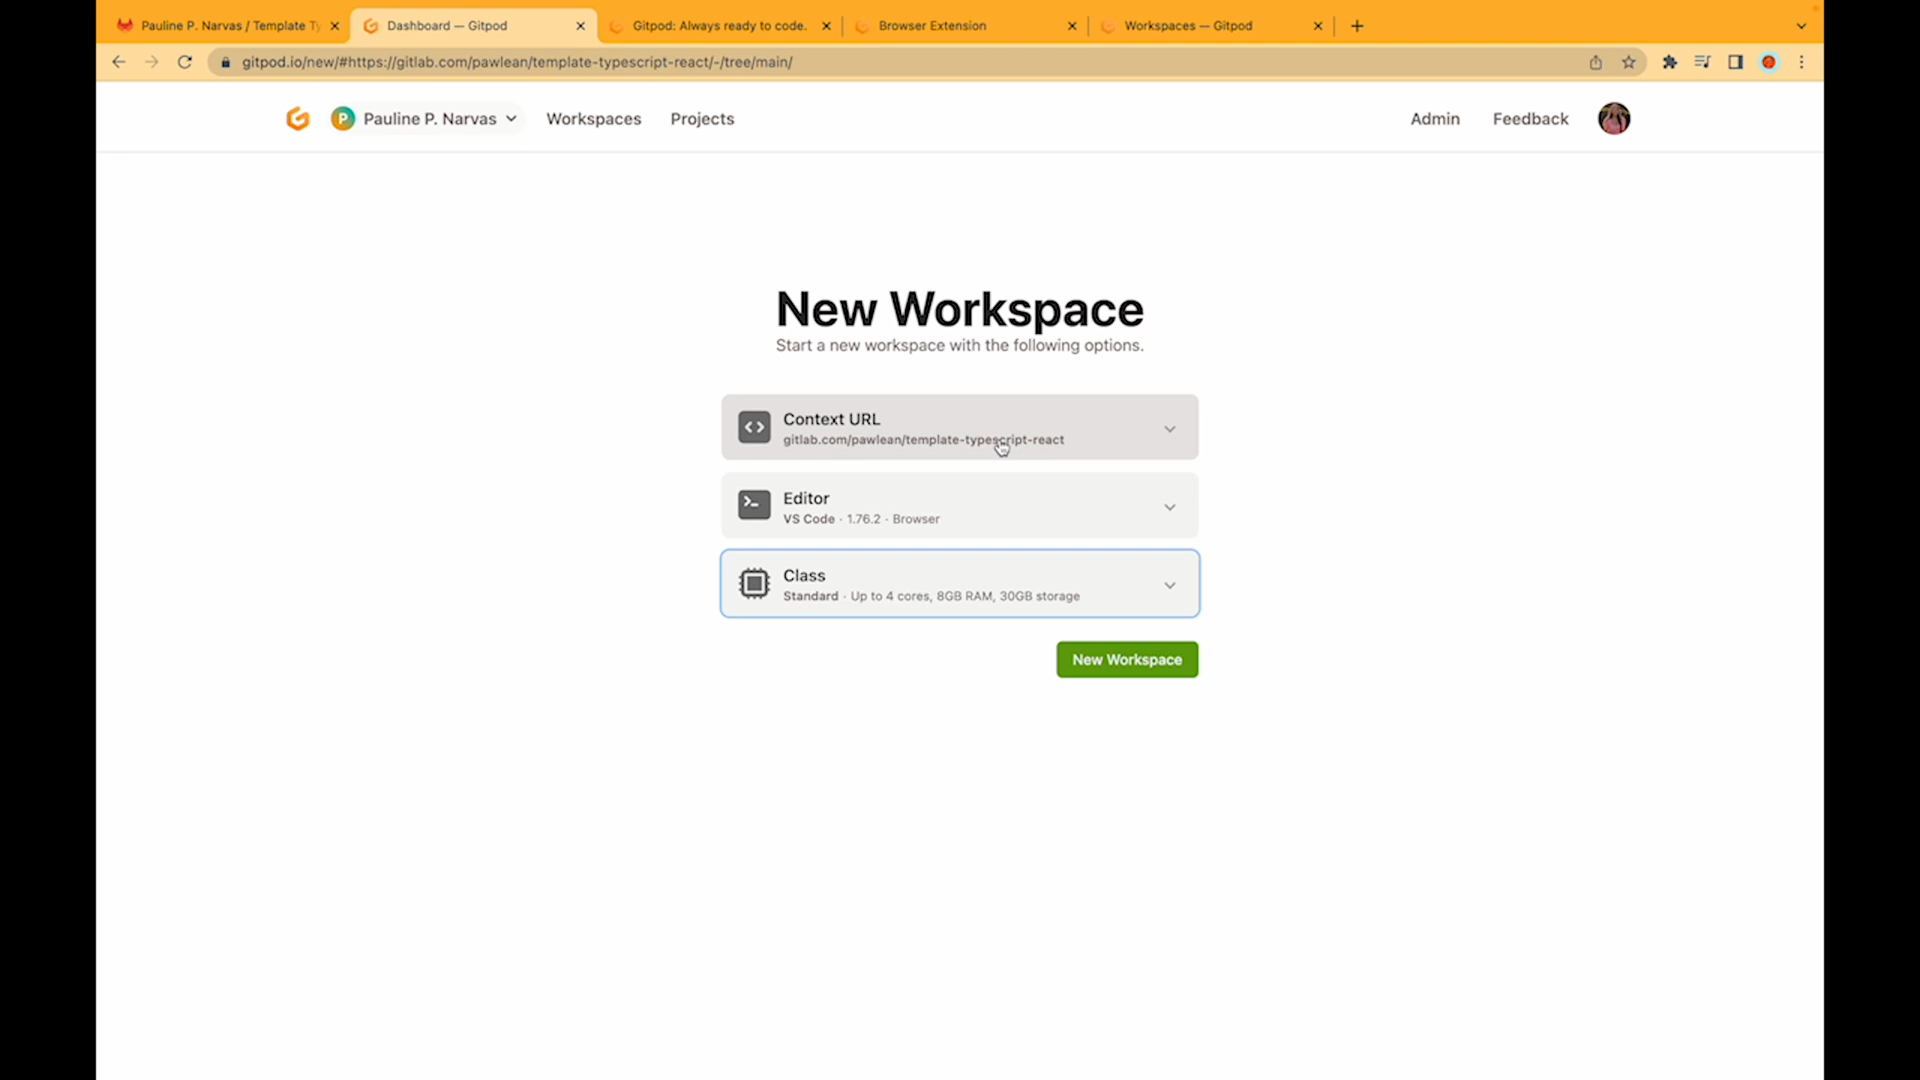 Pauline P. Narvas / Template Ty
Dashboard — Gitpod
Gitpod: Always ready to code.
Browser Extension
Workspaces — Gitpod
gitpod.io/new/#https://gitlab.com/pawlean/template-typescript-react/-/tree/main/
P
Pauline P. Narvas
Workspaces
Projects
Admin
Feedback
New Workspace
Start a new workspace with the following options.
Context URL
gitlab.com/pawlean/template-typescript-react
Editor
VS Code · 1.76.2 · Browser
Class
Standard · Up to 4 cores, 8GB RAM, 30GB storage
New Workspace